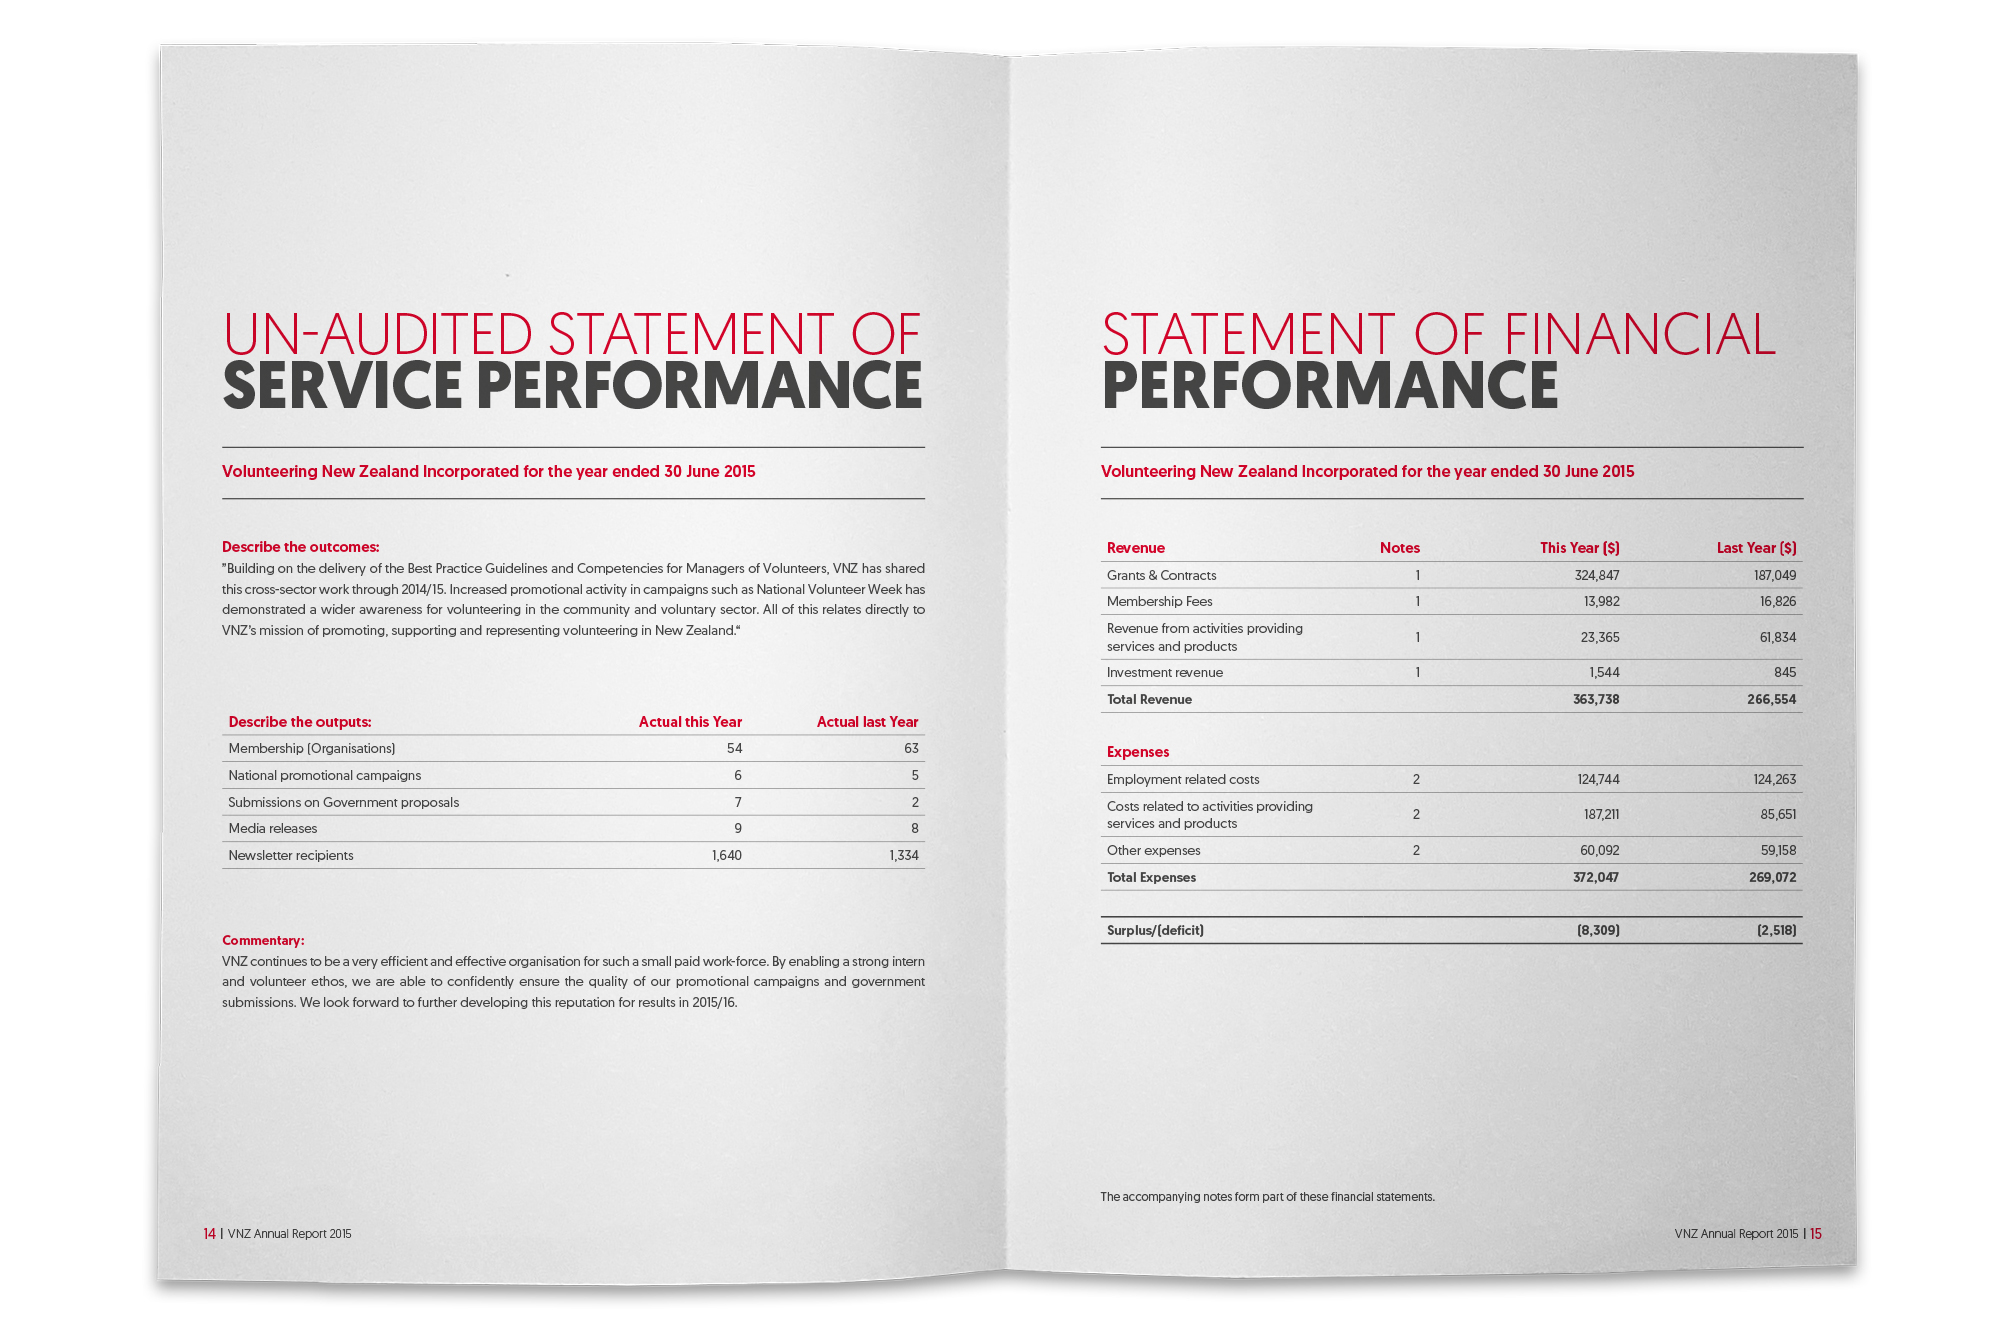 UN-AUDITED STATEMENT OF
SERVICE PERFORMANCE
Volunteering New Zealand Incorporated for the year ended 30 June 2015
Describe the outcomes:
"Building on the delivery of the Best Practice Guidelines and Competencies for Managers of Volunteers, VNZ has shared
this cross-sector work through 2014/15. Increased promotional activity in campaigns such as National Volunteer Week has
demonstrated a wider awareness for volunteering in the community and voluntary sector. All of this relates directly to
VNZ's mission of promoting, supporting and representing volunteering in New Zealand."
Describe the outputs: Actual this Year Actual last Year
Membership (Organisations) 54 63
National promotional campaigns 6 5
Submissions on Government proposals 7 2
Media releases 9 8
Newsletter recipients 1,640 1,334
Commentary:
VNZ continues to be a very efficient and effective organisation for such a small paid work-force. By enabling a strong intern
and volunteer ethos, we are able to confidently ensure the quality of our promotional campaigns and government
submissions. We look forward to further developing this reputation for results in 2015/16.
14 | VNZ Annual Report 2015
STATEMENT OF FINANCIAL
PERFORMANCE
Volunteering New Zealand Incorporated for the year ended 30 June 2015
Revenue Notes This Year ($) Last Year ($)
Grants & Contracts 1 324,847 187,049
Membership Fees 1 13,982 16,826
Revenue from activities providing
services and products 1 23,365 61,834
Investment revenue 1 1,544 845
Total Revenue 363,738 266,554
Expenses
Employment related costs 2 124,744 124,263
Costs related to activities providing
services and products 2 187,211 85,651
Other expenses 2 60,092 59,158
Total Expenses 372,047 269,072
Surplus/(deficit) (8,309) (2,518)
The accompanying notes form part of these financial statements.
VNZ Annual Report 2015 | 15